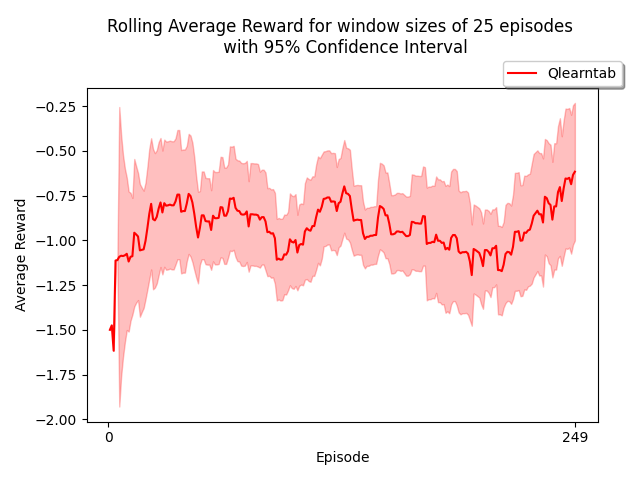 Rolling Average Reward for window sizes of 25 episodes
with 95% Confidence Interval
Qlearntab
−0.25
−0.50
−0.75
−1.00
−1.25
−1.50
−1.75
−2.00
Average Reward
0
249
Episode